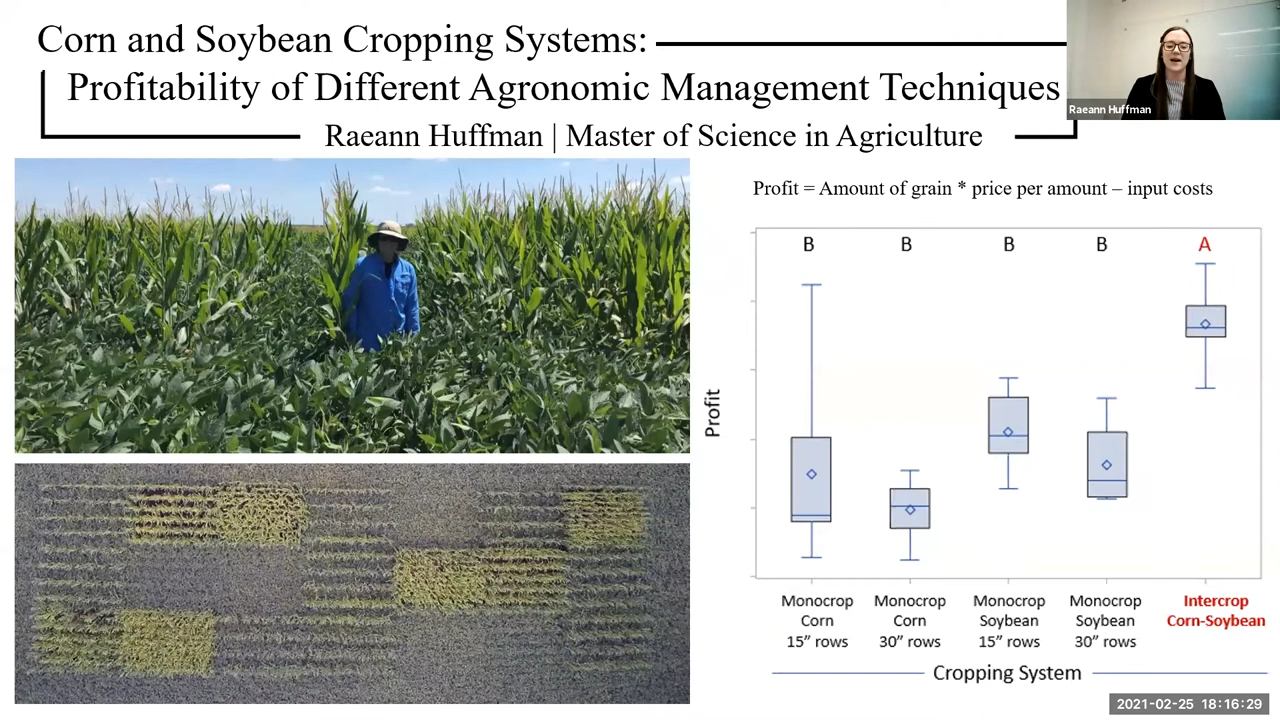 Corn and Soybean Cropping Systems:
Profitability of Different Agronomic Management Techniques
Raeann Huffman | Master of Science in Agriculture
Raeann Huffman
Profit = Amount of grain * price per amount – input costs
B B B B A
Profit
Monocrop Corn 15” rows
Monocrop Corn 30” rows
Monocrop Soybean 15” rows
Monocrop Soybean 30” rows
Intercrop Corn-Soybean
Cropping System
2021-02-25 18:16:29